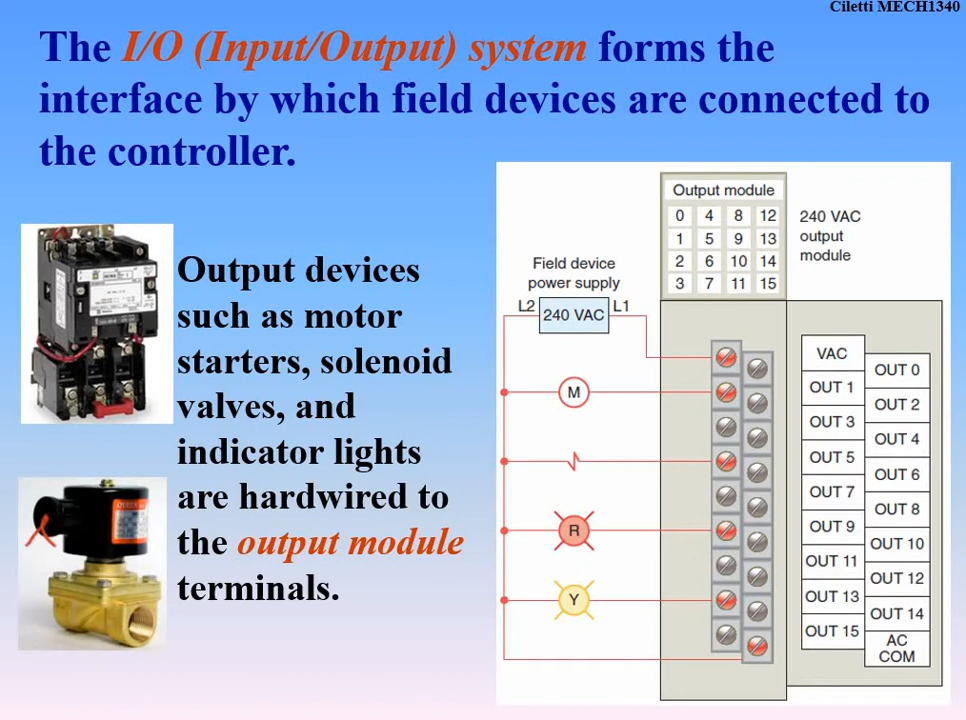 Ciletti MECH1340
The I/O (Input/Output) system forms the
interface by which field devices are connected to
the controller.
Output devices
such as motor
starters, solenoid
valves, and
indicator lights
are hardwired to
the output module
terminals.
Output module
0 4 8 12
1 5 9 13
2 6 10 14
3 7 11 15
240 VAC
output
module
Field device
power supply
L2
240 VAC
L1
M
R
Y
VAC
OUT 0
OUT 1
OUT 2
OUT 3
OUT 4
OUT 5
OUT 6
OUT 7
OUT 8
OUT 9
OUT 10
OUT 11
OUT 12
OUT 13
OUT 14
OUT 15
AC
COM